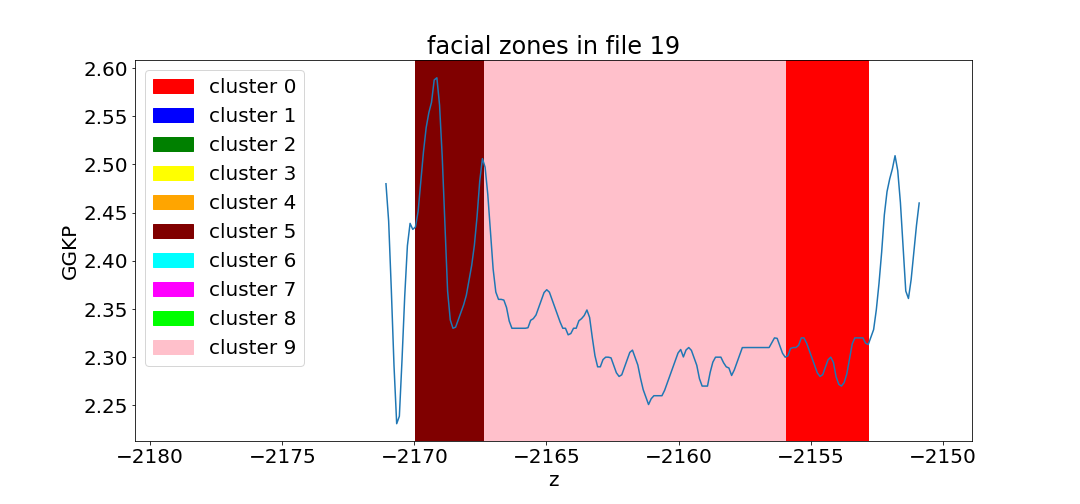 facial zones in file 19
2.60
2.55
2.50
2.45
2.40
2.35
2.30
2.25
GGKP
cluster 0
cluster 1
cluster 2
cluster 3
cluster 4
cluster 5
cluster 6
cluster 7
cluster 8
cluster 9
−2180 −2175 −2170 −2165 −2160 −2155 −2150
z